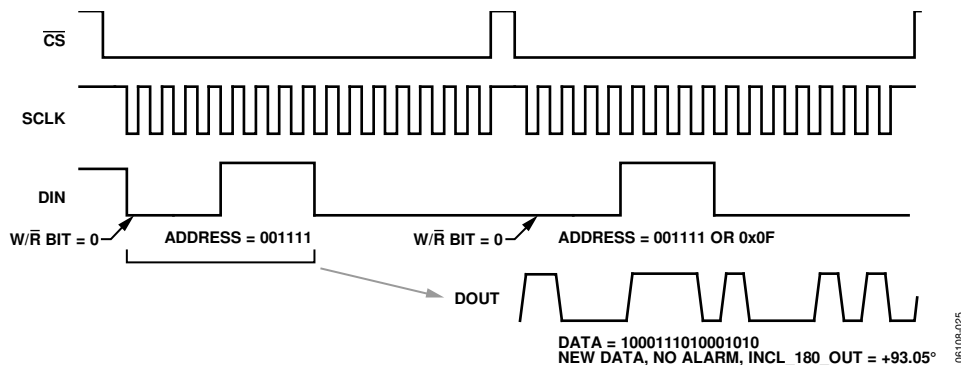 CS
SCLK
DIN
W/R BIT = 0
ADDRESS = 001111
W/R BIT = 0
ADDRESS = 001111 OR 0x0F
DOUT
DATA = 1000111010001010
NEW DATA, NO ALARM, INCL_180_OUT = +93.05°
06108-025